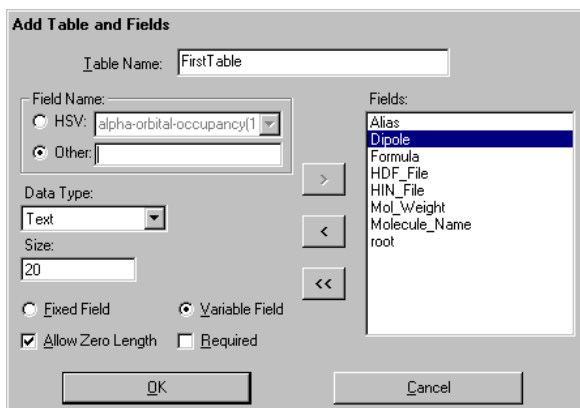 Add Table and Fields
Table Name: FirstTable
Field Name:
HSV: alpha-orbital-occupancy(1
Other:
Data Type:
Text
Size:
20
Fixed Field Variable Field
Allow Zero Length Required
>
<
<<
Fields:
Alias
Dipole
Formula
HDF_File
HIN_File
Mol_Weight
Molecule_Name
root
OK Cancel